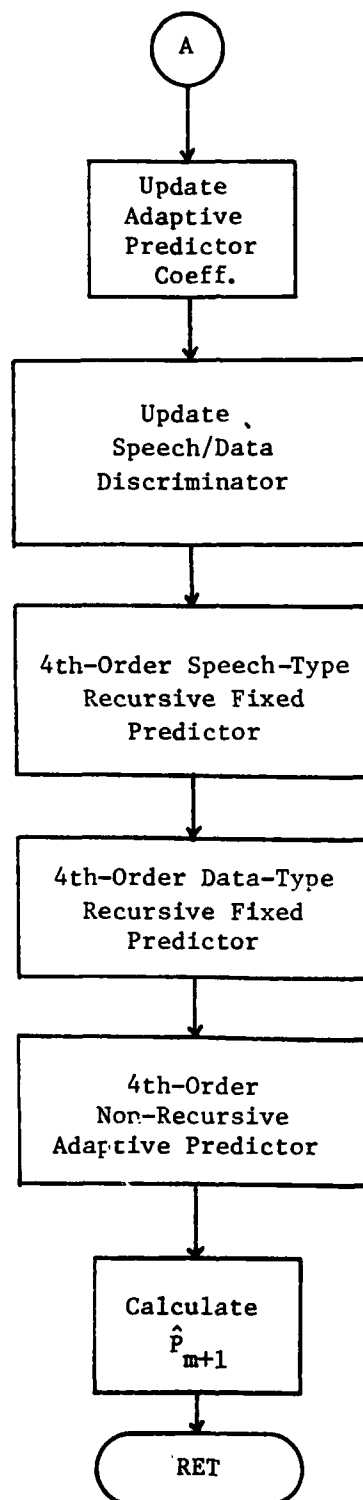 A
Update
Adaptive
Predictor
Coeff.
Update
Speech/Data
Discriminator
4th-Order Speech-Type
Recursive Fixed
Predictor
4th-Order Data-Type
Recursive Fixed
Predictor
4th-Order
Non-Recursive
Adaptive Predictor
Calculate
P̂m+1
RET